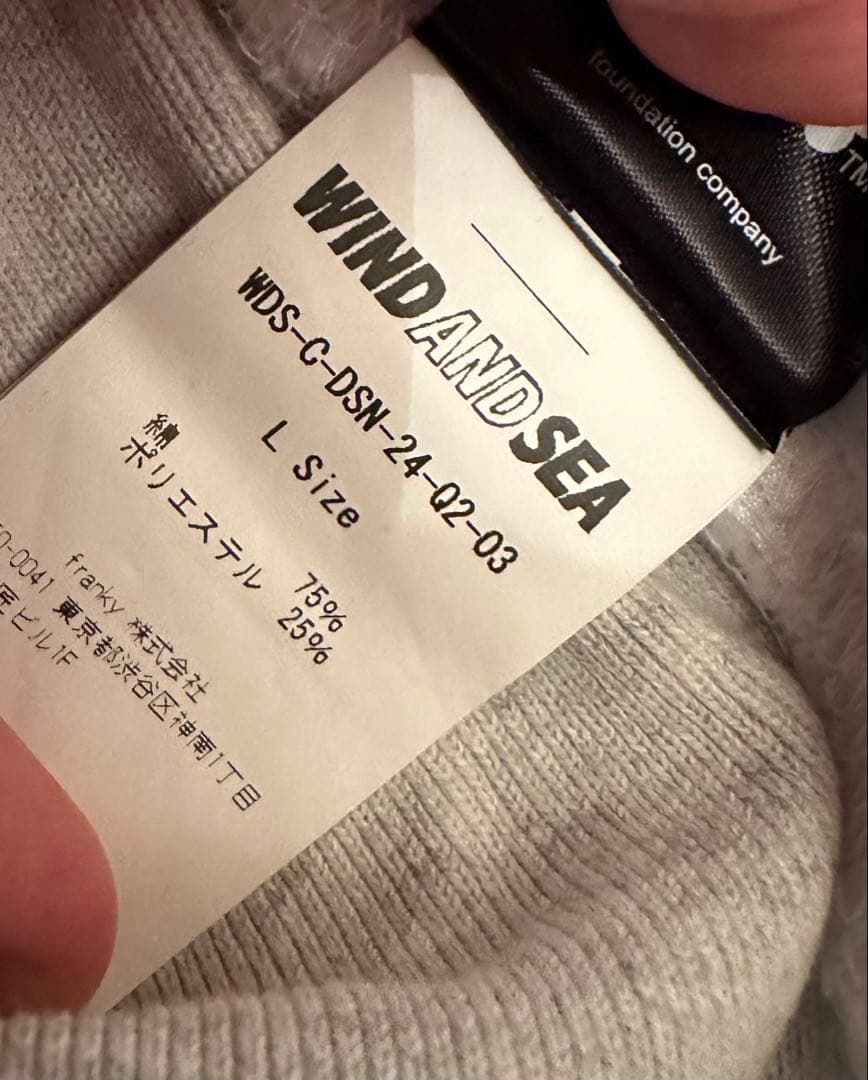 foundation company
TM
WIND AND SEA
WDS-C-DSN-24-Q2-03
L Size
綿 75%
ポリエステル 25%
franky 株式会社
0-0041 東京都渋谷区神南1丁目
匠ビル1F